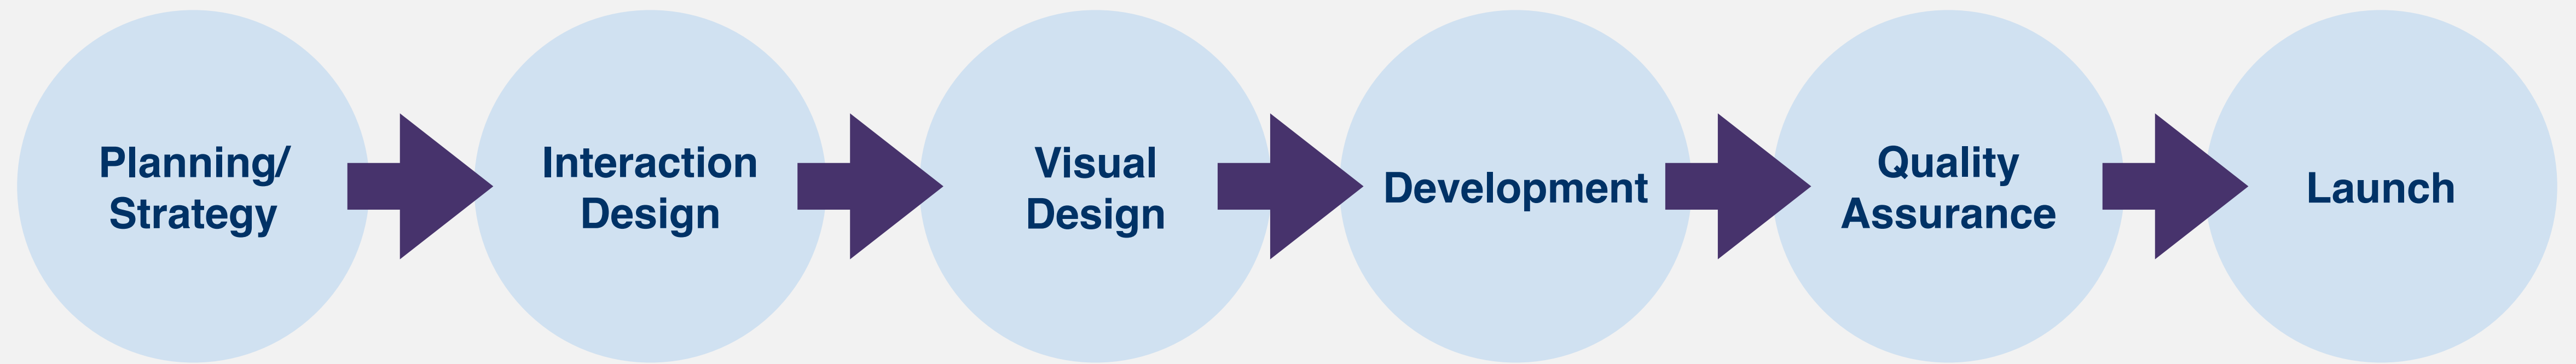 Planning/
Strategy
Interaction
Design
Visual
Design
Development
Quality
Assurance
Launch